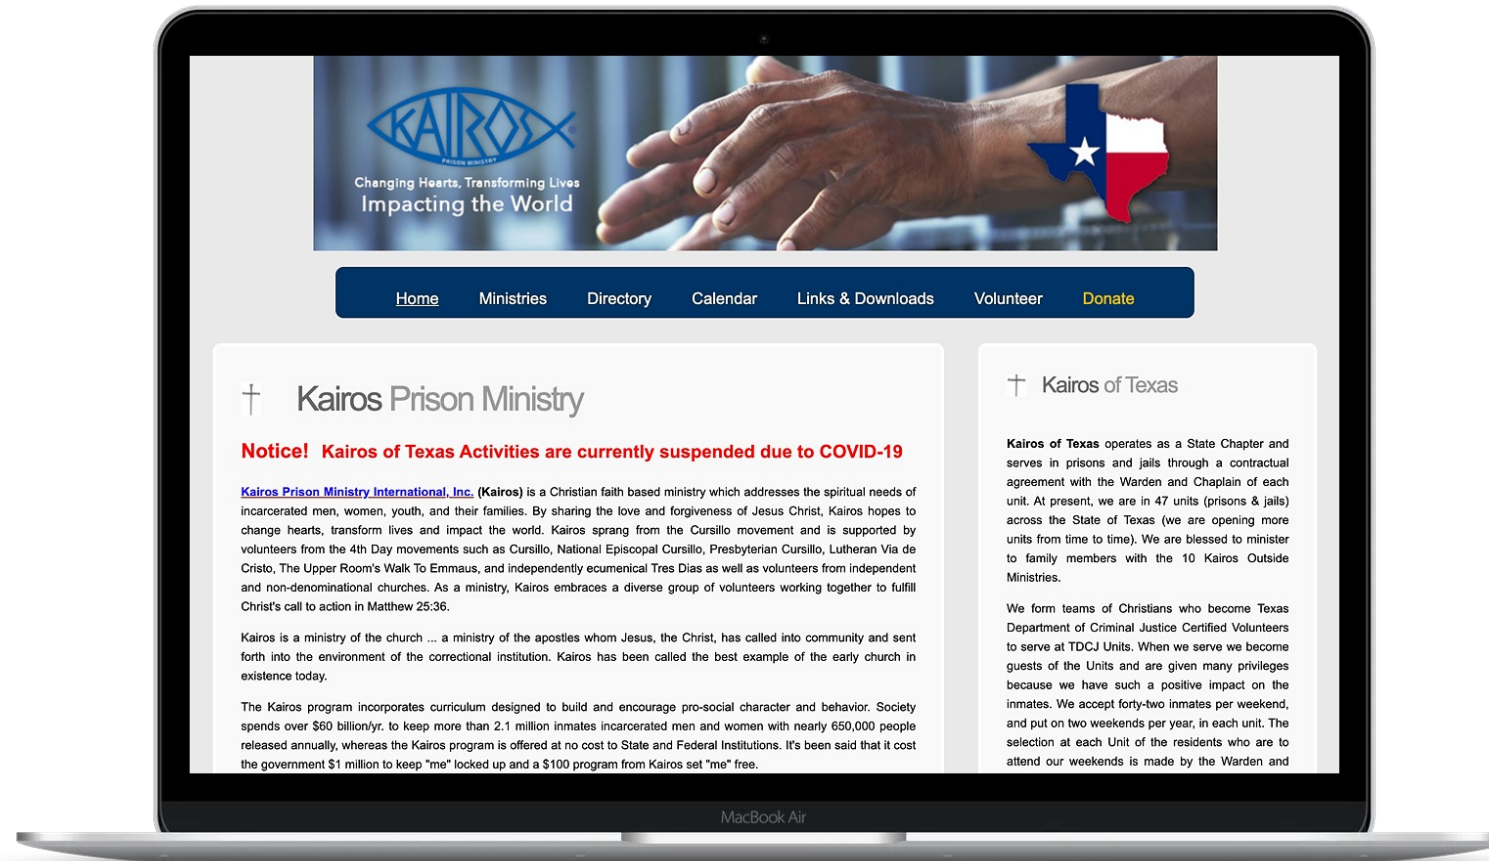 KAIROS
PRISON MINISTRY
Changing Hearts, Transforming Lives
Impacting the World
Home Ministries Directory Calendar Links & Downloads Volunteer Donate
Kairos Prison Ministry
Notice! Kairos of Texas Activities are currently suspended due to COVID-19
Kairos Prison Ministry International, Inc. (Kairos) is a Christian faith based ministry which addresses the spiritual needs of
incarcerated men, women, youth, and their families. By sharing the love and forgiveness of Jesus Christ, Kairos hopes to
change hearts, transform lives and impact the world. Kairos sprang from the Cursillo movement and is supported by
volunteers from the 4th Day movements such as Cursillo, National Episcopal Cursillo, Presbyterian Cursillo, Lutheran Via de
Cristo, The Upper Room's Walk To Emmaus, and independently ecumenical Tres Dias as well as volunteers from independent
and non-denominational churches. As a ministry, Kairos embraces a diverse group of volunteers working together to fulfill
Christ's call to action in Matthew 25:36.
Kairos is a ministry of the church ... a ministry of the apostles whom Jesus, the Christ, has called into community and sent
forth into the environment of the correctional institution. Kairos has been called the best example of the early church in
existence today.
The Kairos program incorporates curriculum designed to build and encourage pro-social character and behavior. Society
spends over $60 billion/yr. to keep more than 2.1 million inmates incarcerated men and women with nearly 650,000 people
released annually, whereas the Kairos program is offered at no cost to State and Federal Institutions. It's been said that it cost
the government $1 million to keep "me" locked up and a $100 program from Kairos set "me" free.
Kairos of Texas
Kairos of Texas operates as a State Chapter and
serves in prisons and jails through a contractual
agreement with the Warden and Chaplain of each
unit. At present, we are in 47 units (prisons & jails)
across the State of Texas (we are opening more
units from time to time). We are blessed to minister
to family members with the 10 Kairos Outside
Ministries.
We form teams of Christians who become Texas
Department of Criminal Justice Certified Volunteers
to serve at TDCJ Units. When we serve we become
guests of the Units and are given many privileges
because we have such a positive impact on the
inmates. We accept forty-two inmates per weekend,
and put on two weekends per year, in each unit. The
selection at each Unit of the residents who are to
attend our weekends is made by the Warden and
MacBook Air